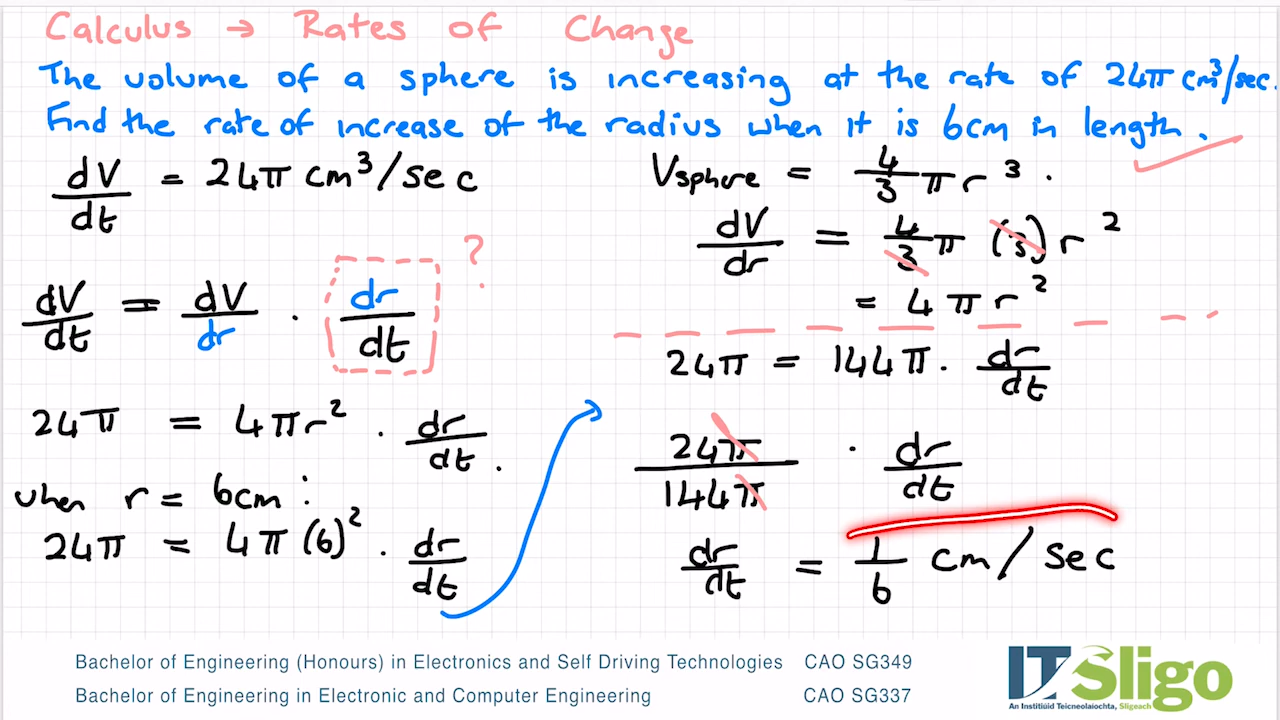 Calculus → Rates of Change
The volume of a sphere is increasing at the rate of 24π cm³/sec.
Find the rate of increase of the radius when it is 6cm in length.
dV/dt = 24π cm³/sec
dV/dt = dV/dr · dr/dt ?
24π = 4πr² · dr/dt.
when r = 6cm :
24π = 4π(6)² · dr/dt
Vsphere = 4/3 πr³.
dV/dr = 4/3 π (3) r²
= 4πr²
24π = 144π · dr/dt
24π/144π · dr/dt
dr/dt = 1/6 cm/sec
Bachelor of Engineering (Honours) in Electronics and Self Driving Technologies CAO SG349
Bachelor of Engineering in Electronic and Computer Engineering CAO SG337
IT Sligo
An Institiúid Teicneolaíochta, Sligeach